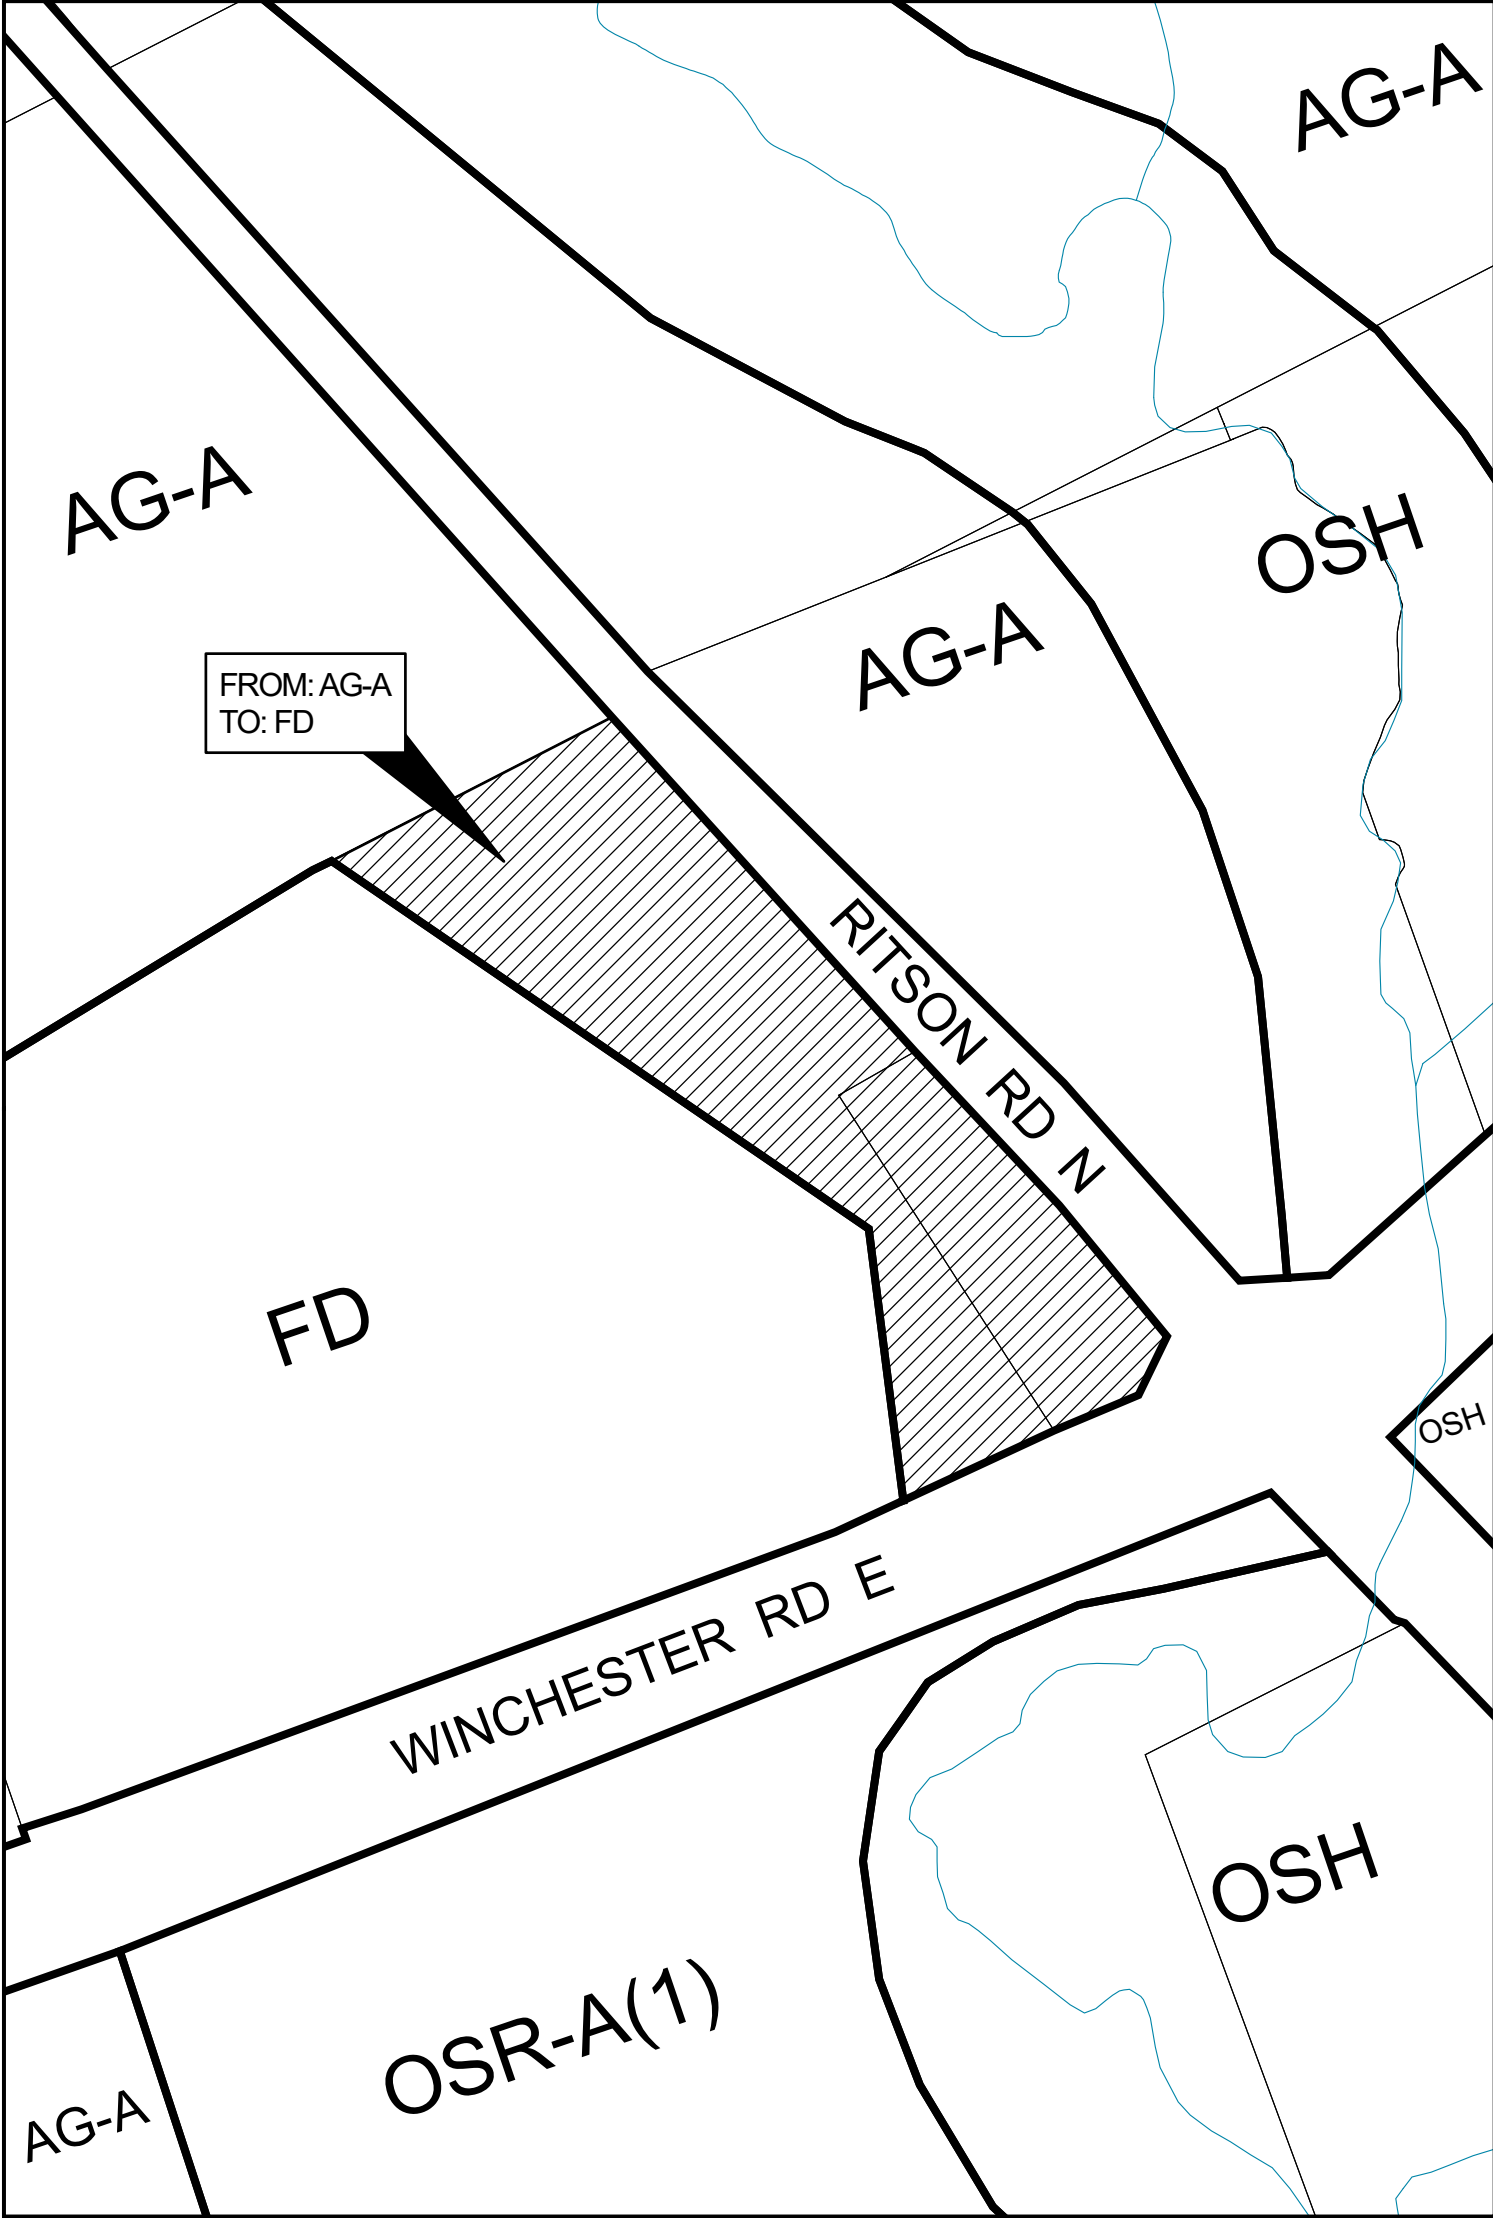 AG-A
AG-A
OSH
AG-A
FROM: AG-A
TO: FD
RITSON RD N
FD
OSH
WINCHESTER RD E
OSH
OSR-A(1)
AG-A